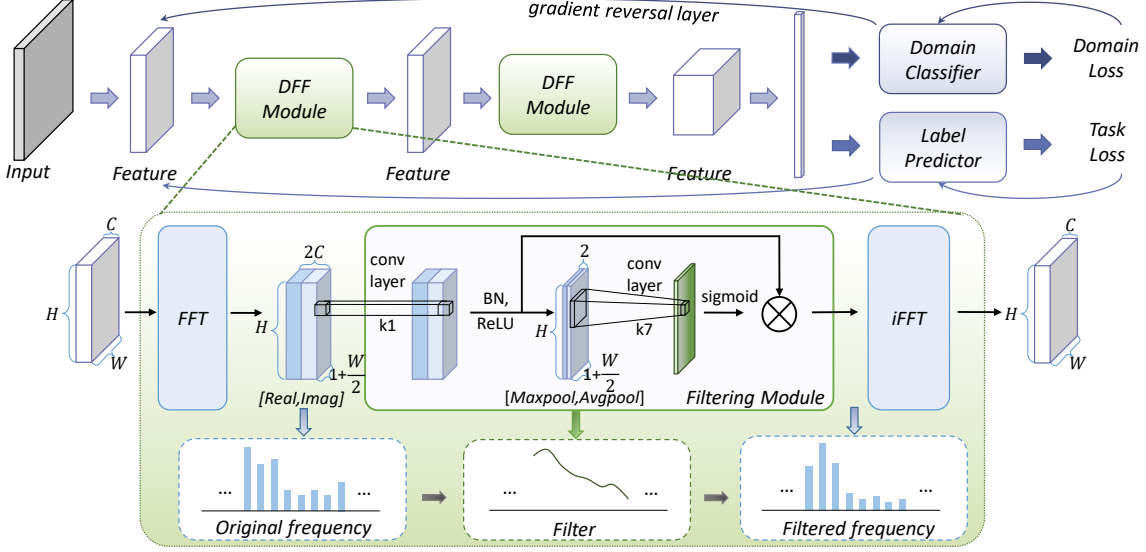 gradient reversal layer
Input
Feature
DFF
Module
Feature
DFF
Module
Feature
Domain
Classifier
Domain
Loss
Label
Predictor
Task
Loss
C
H
W
FFT
2C
H
1+W/2
[Real,Imag]
conv
layer
k1
BN,
ReLU
2
H
1+W/2
[Maxpool,Avgpool]
conv
layer
k7
sigmoid
Filtering Module
iFFT
C
H
W
... ...
Original frequency
... ...
Filter
... ...
Filtered frequency